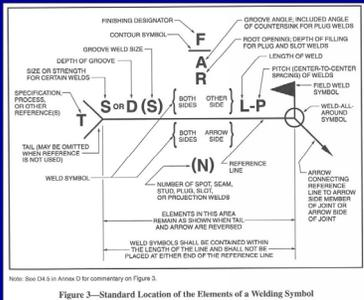 FINISHING DESIGNATOR
CONTOUR SYMBOL
GROOVE WELD SIZE
DEPTH OF GROOVE
SIZE OR STRENGTH
FOR CERTAIN WELDS
SPECIFICATION,
PROCESS,
OR OTHER
REFERENCE(S)
TAIL (MAY BE OMITTED
WHEN REFERENCE
IS NOT USED)
WELD SYMBOL
GROOVE ANGLE; INCLUDED ANGLE
OF COUNTERSINK FOR PLUG WELDS
ROOT OPENING; DEPTH OF FILLING
FOR PLUG AND SLOT WELDS
LENGTH OF WELD
PITCH (CENTER-TO-CENTER
SPACING) OF WELDS
FIELD WELD
SYMBOL
WELD-ALL-
AROUND
SYMBOL
F
A
R
T
S OR D (S)
BOTH
SIDES
OTHER
SIDE
L-P
BOTH
SIDES
ARROW
SIDE
(N)
REFERENCE
LINE
NUMBER OF SPOT, SEAM,
STUD, PLUG, SLOT,
OR PROJECTION WELDS
ARROW
CONNECTING
REFERENCE
LINE TO ARROW
SIDE MEMBER
OF JOINT OR
ARROW SIDE
OF JOINT
ELEMENTS IN THIS AREA
REMAIN AS SHOWN WHEN TAIL
AND ARROW ARE REVERSED
WELD SYMBOLS SHALL BE CONTAINED WITHIN
THE LENGTH OF THE LINE AND SHALL NOT BE
PLACED AT EITHER END OF THE REFERENCE LINE
Note: See D4.5 in Annex D for commentary on Figure 3.
Figure 3—Standard Location of the Elements of a Welding Symbol